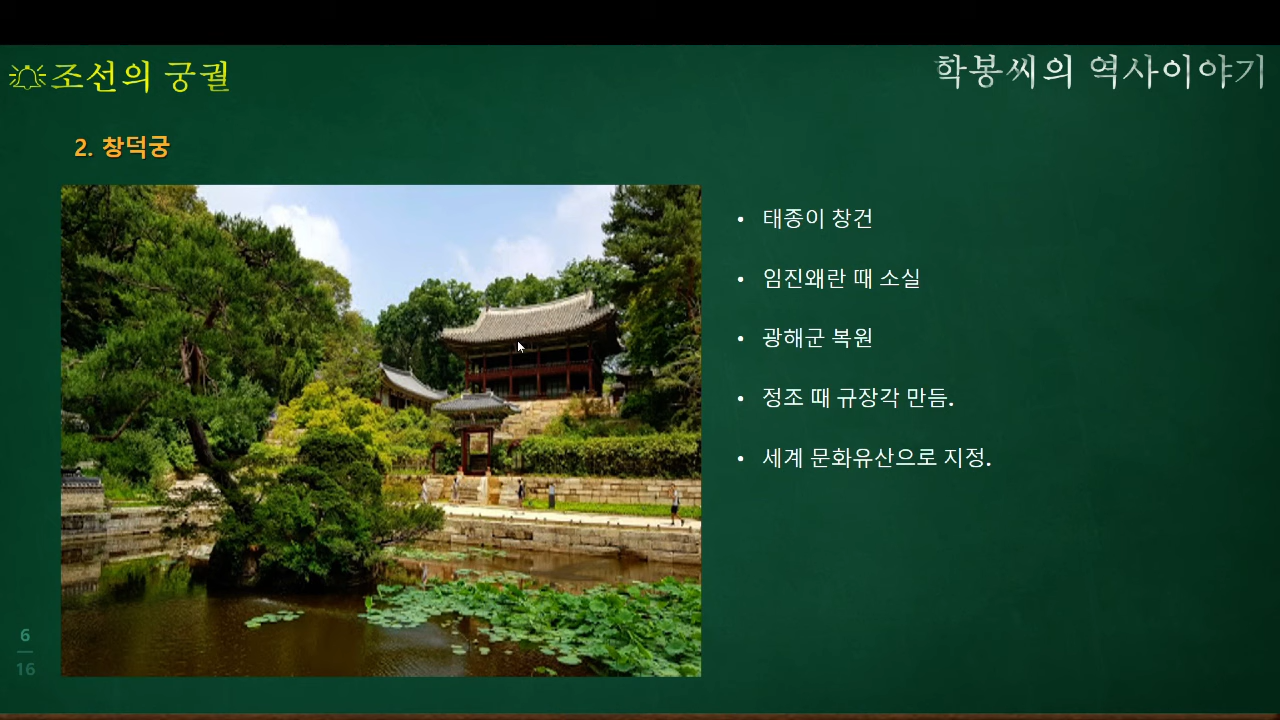 조선의 궁궐
학봉씨의 역사이야기
2. 창덕궁
• 태종이 창건
• 임진왜란 때 소실
• 광해군 복원
• 정조 때 규장각 만듬.
• 세계 문화유산으로 지정.
6
16